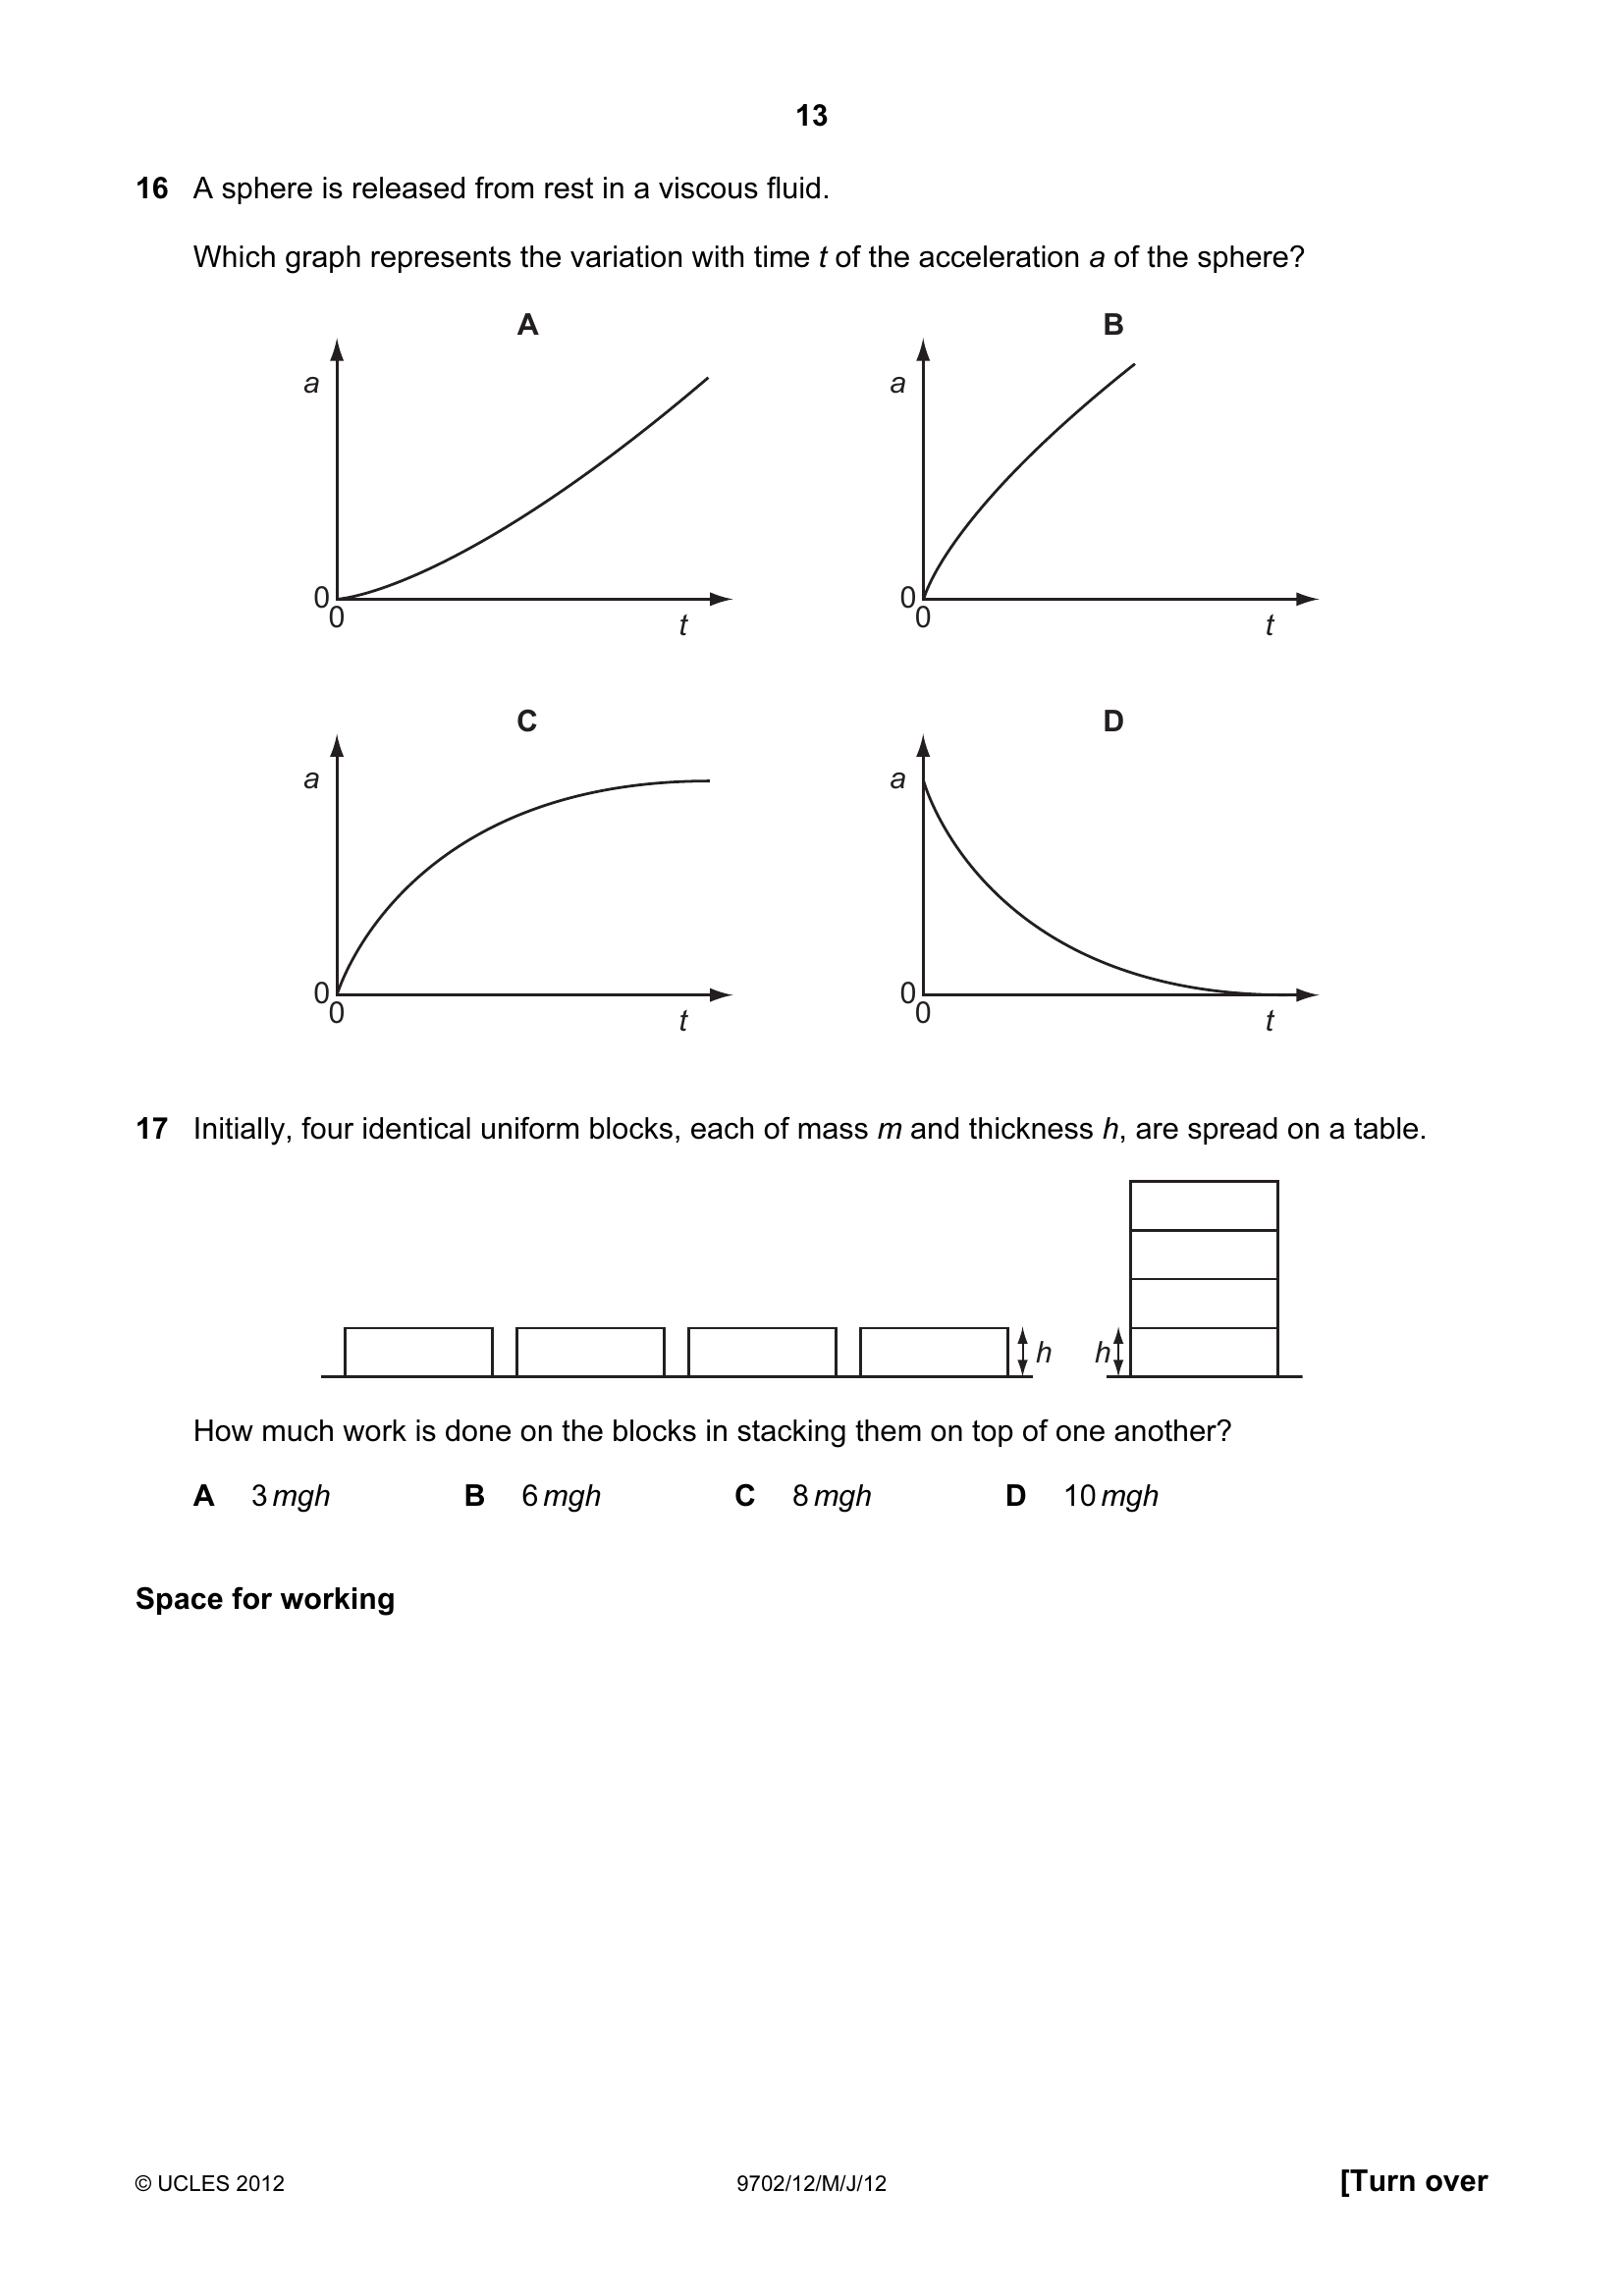 13
16 A sphere is released from rest in a viscous fluid.
Which graph represents the variation with time t of the acceleration a of the sphere?
A
B
a
0
0
t
a
0
0
t
C
D
a
0
0
t
a
0
0
t
17 Initially, four identical uniform blocks, each of mass m and thickness h, are spread on a table.
h
h
How much work is done on the blocks in stacking them on top of one another?
A 3 mgh B 6 mgh C 8 mgh D 10 mgh
Space for working
© UCLES 2012 9702/12/M/J/12 [Turn over